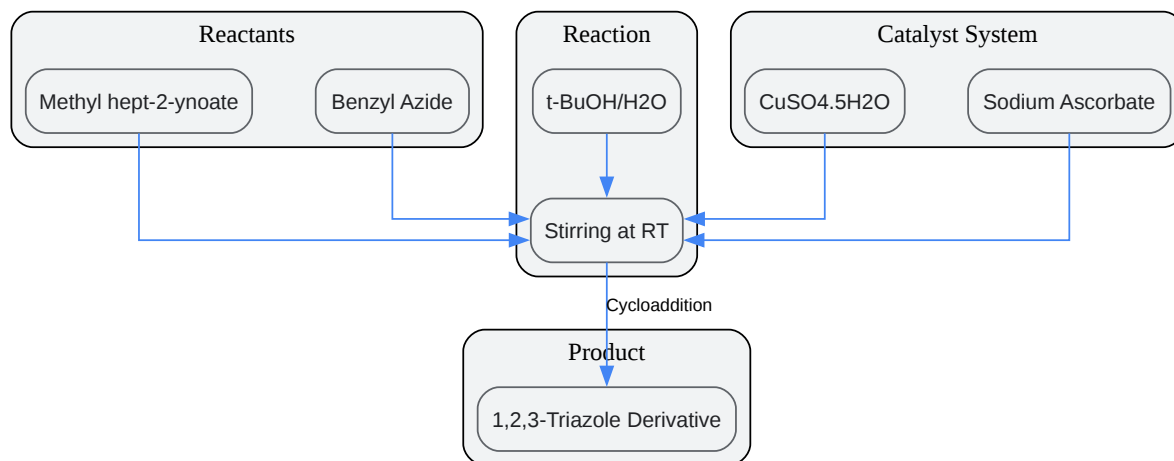 Reactants
Reaction
Catalyst System
Methyl hept-2-ynoate
Benzyl Azide
t-BuOH/H2O
CuSO4.5H2O
Sodium Ascorbate
Stirring at RT
Cycloaddition
Product
1,2,3-Triazole Derivative